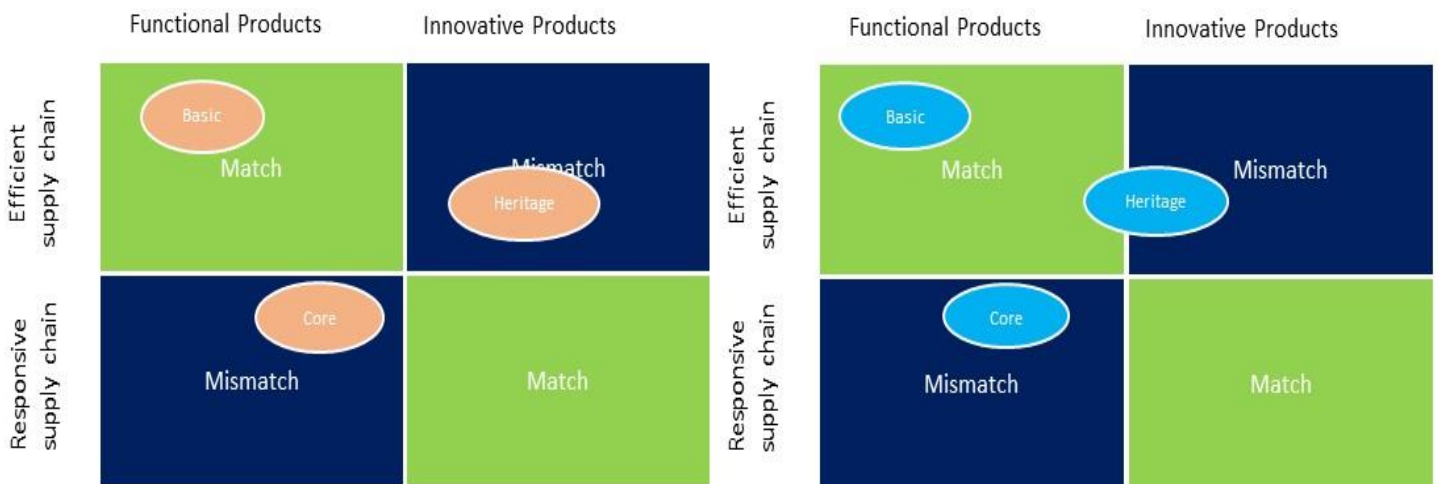 Functional Products
Innovative Products
Efficient
supply chain
Basic
Match
Mismatch
Heritage
Responsive
supply chain
Core
Mismatch
Match
Functional Products
Innovative Products
Efficient
supply chain
Basic
Match
Mismatch
Heritage
Responsive
supply chain
Core
Mismatch
Match